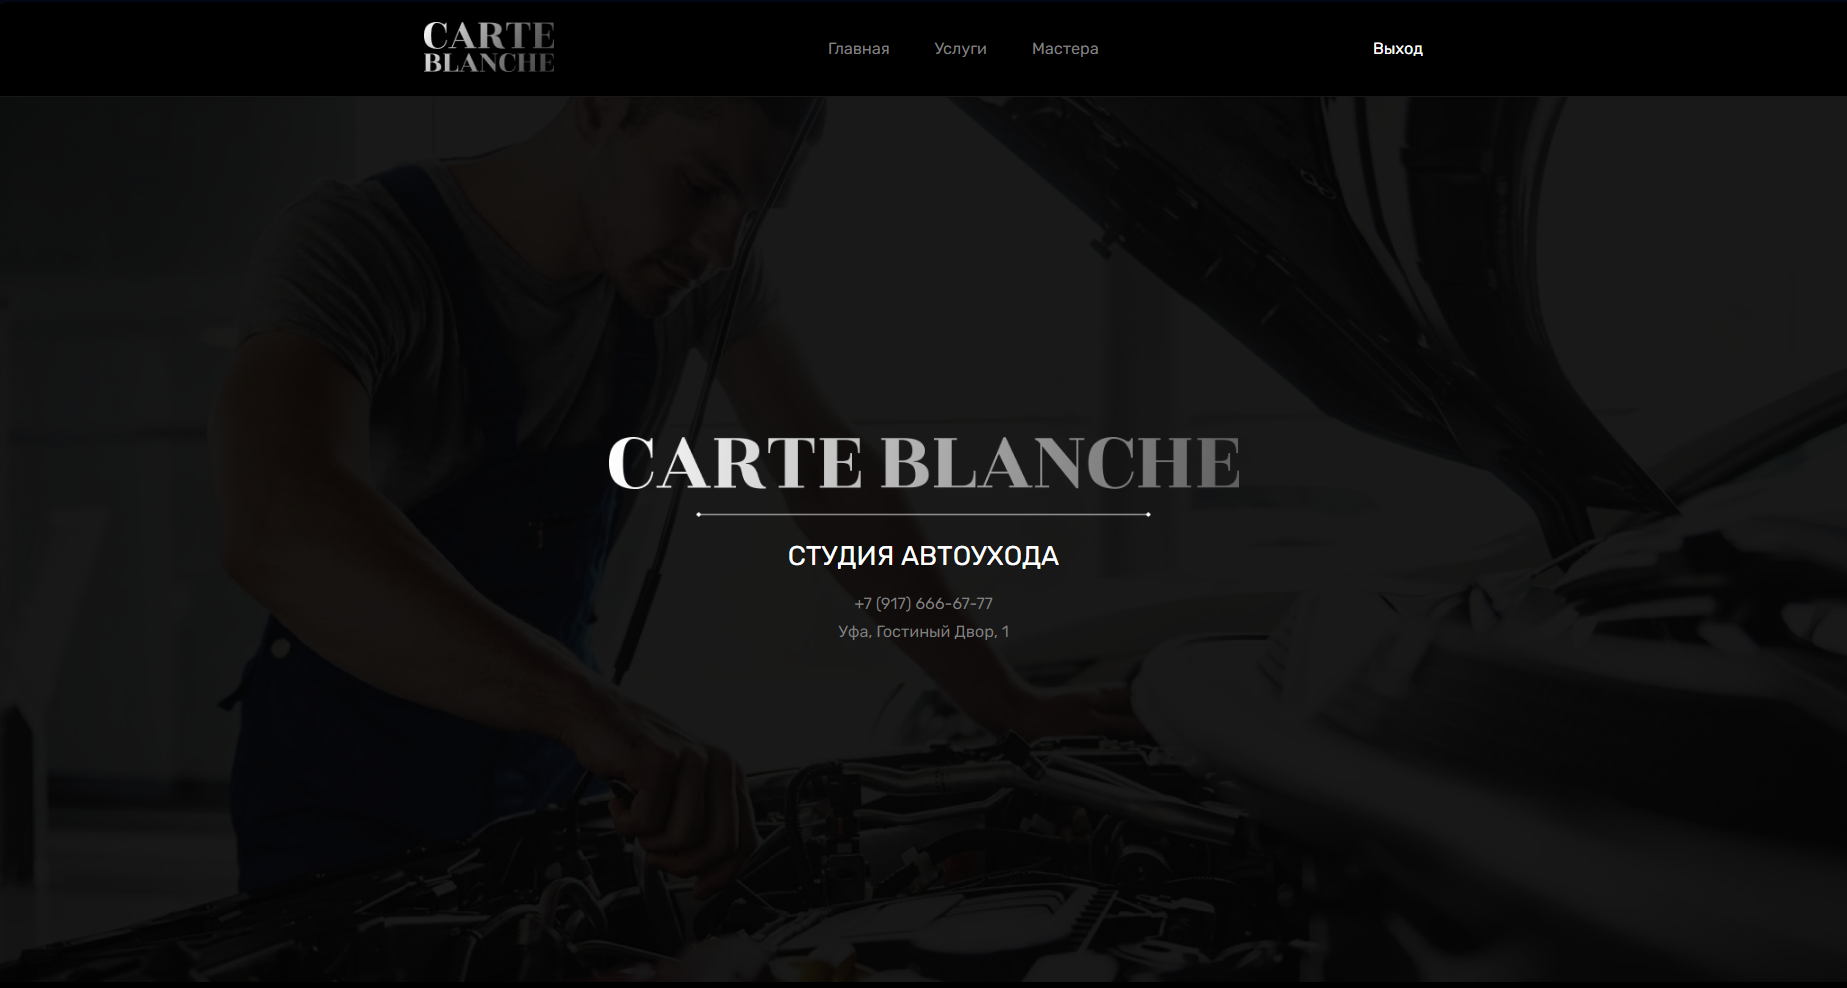 CARTE
BLANCHE
Главная Услуги Мастера Выход
CARTE BLANCHE
СТУДИЯ АВТОУХОДА
+7 (917) 666-67-77
Уфа, Гостиный Двор, 1